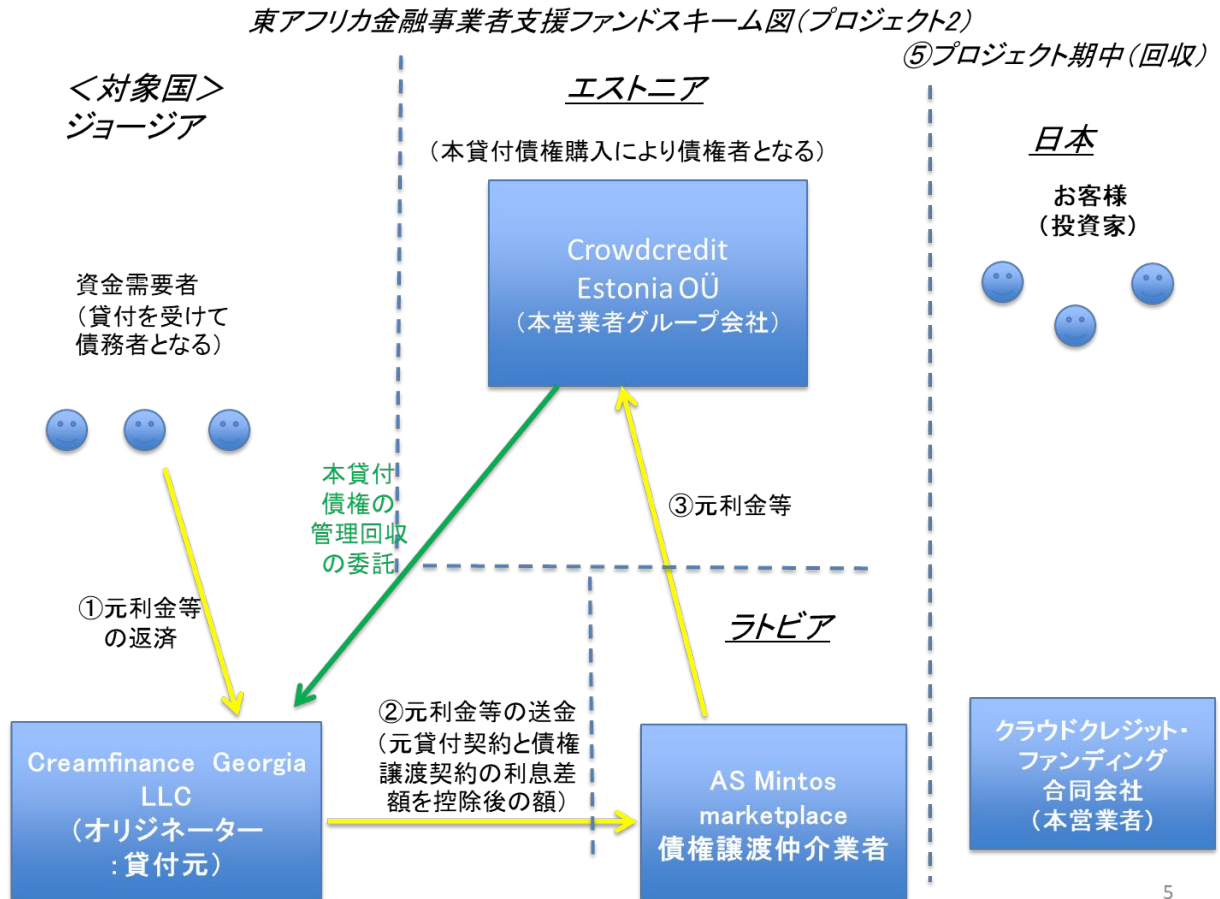 東アフリカ金融事業者支援ファンドスキーム図(プロジェクト2)
⑤プロジェクト期中(回収)
＜対象国＞
ジョージア
エストニア
(本貸付債権購入により債権者となる)
日本
お客様
(投資家)
Crowdcredit
Estonia OÜ
(本営業者グループ会社)
資金需要者
(貸付を受けて
債務者となる)
本貸付
債権の
管理回収
の委託
③元利金等
①元利金等
の返済
ラトビア
②元利金等の送金
(元貸付契約と債権
譲渡契約の利息差
額を控除後の額)
Creamfinance Georgia
LLC
(オリジネーター
:貸付元)
AS Mintos
marketplace
債権譲渡仲介業者
クラウドクレジット・
ファンディング
合同会社
(本営業者)
5